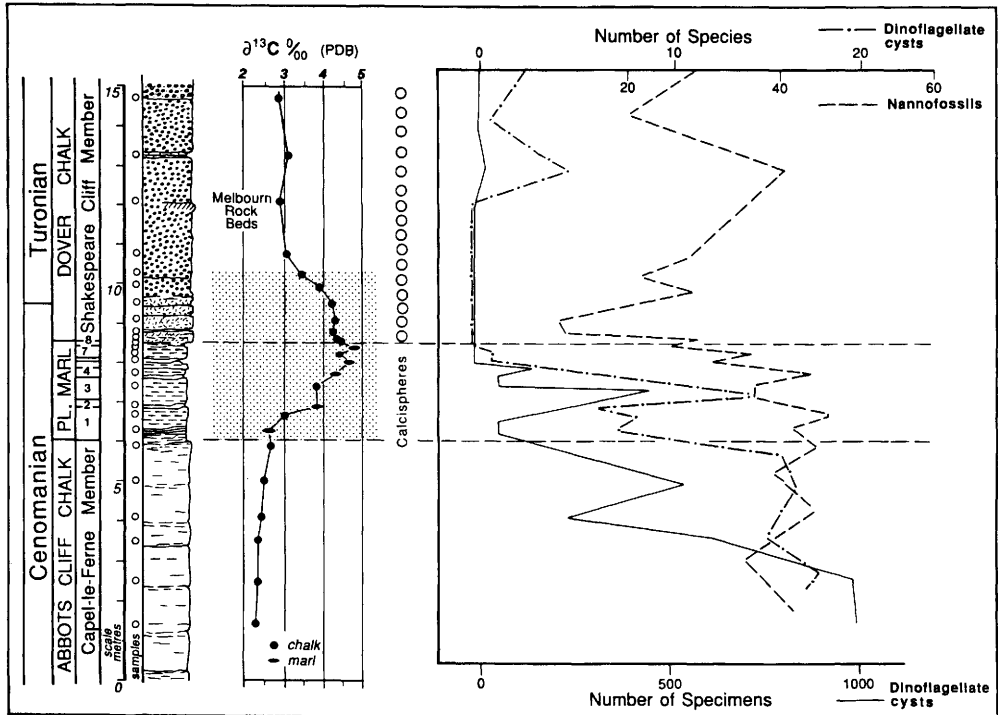 ∂¹³C ‰ (PDB)
2 3 4 5
Number of Species
Dinoflagellate
cysts
0 10 20
20 40 60
Nannofossils
Turonian
Cenomanian
DOVER CHALK
PL. MARL
ABBOTS CLIFF CHALK
Shakespeare Cliff Member
8
7
4
3
2
1
Capel-le-Ferne Member
15
10
5
0
scale
metres
samples
Melbourn
Rock
Beds
Calcispheres
chalk
marl
0 500 1000
Number of Specimens
Dinoflagellate
cysts